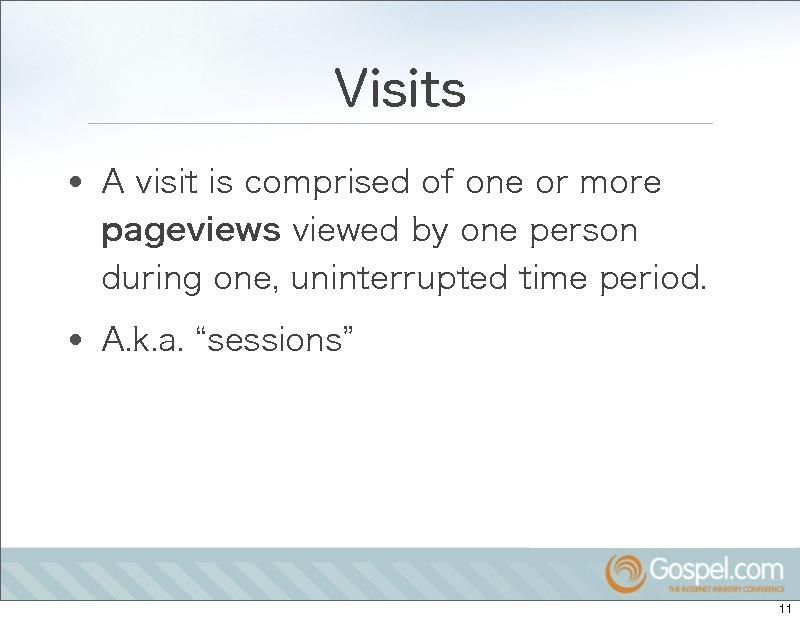 Visits
• A visit is comprised of one or more
pageviews viewed by one person
during one, uninterrupted time period.
• A.k.a. “sessions”
Gospel.com
THE INTERNET MINISTRY CONFERENCE
11